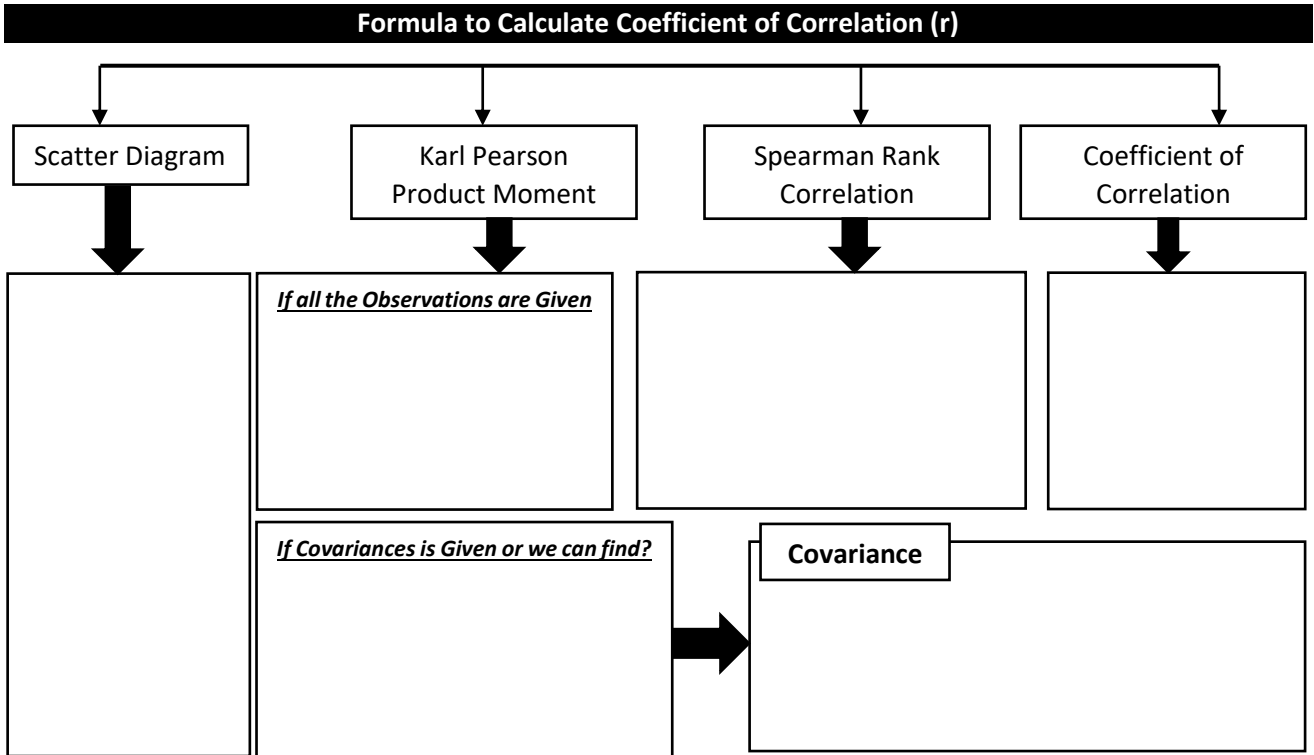 Formula to Calculate Coefficient of Correlation (r)
Scatter Diagram
Karl Pearson
Product Moment
Spearman Rank
Correlation
Coefficient of
Correlation
If all the Observations are Given
If Covariances is Given or we can find?
Covariance